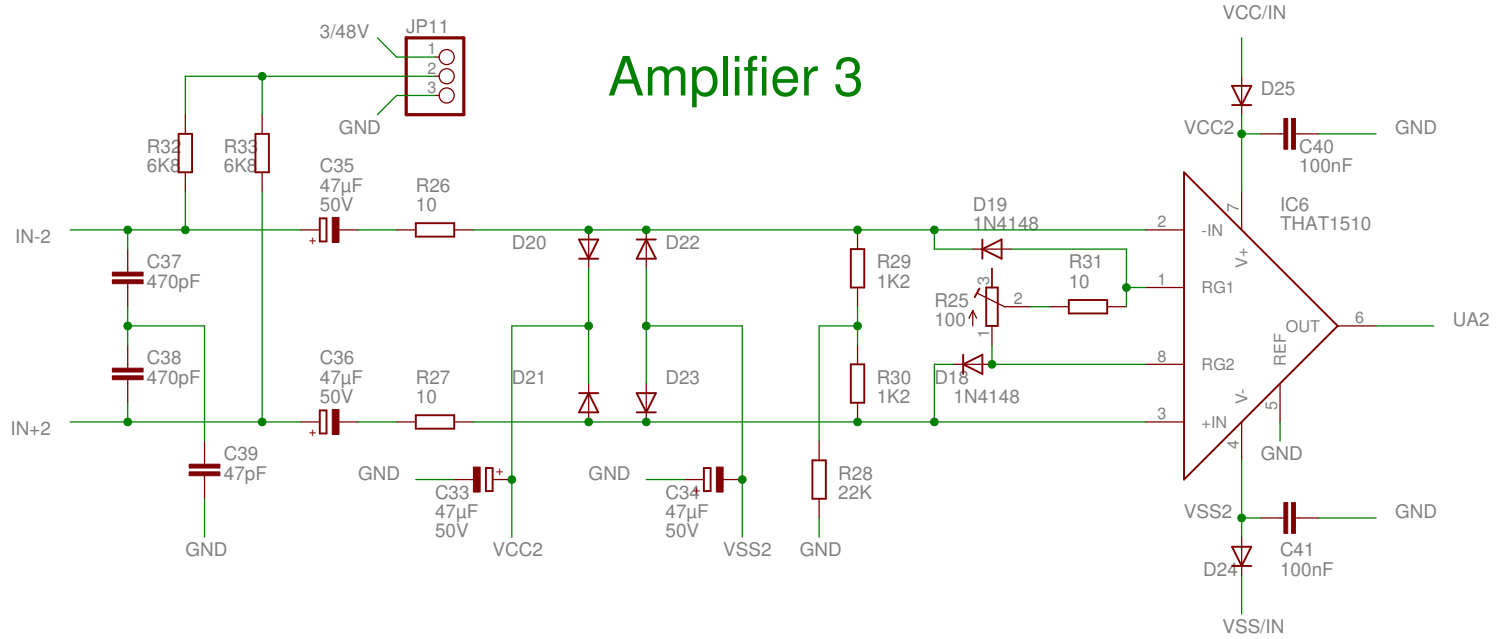 VCC/IN
JP11
3/48V
1
2
3
Amplifier 3
D25
GND
VCC2
GND
R32
6K8
R33
6K8
C40
100nF
C35
47µF
50V
R26
10
D19
1N4148
7
IC6
THAT1510
IN-2
+
D20
D22
2
-IN
V+
C37
470pF
R29
1K2
R31
10
3
1
RG1
R25
100
2
OUT
6
UA2
1
REF
C38
470pF
C36
47µF
50V
R27
10
D21
D23
R30
1K2
D18
1N4148
8
RG2
V-
IN+2
+
3
+IN
4
5
C39
47pF
GND
+
C33
47µF
50V
GND
+
C34
47µF
50V
R28
22K
GND
VSS2
GND
GND
VCC2
VSS2
GND
C41
100nF
D24
VSS/IN